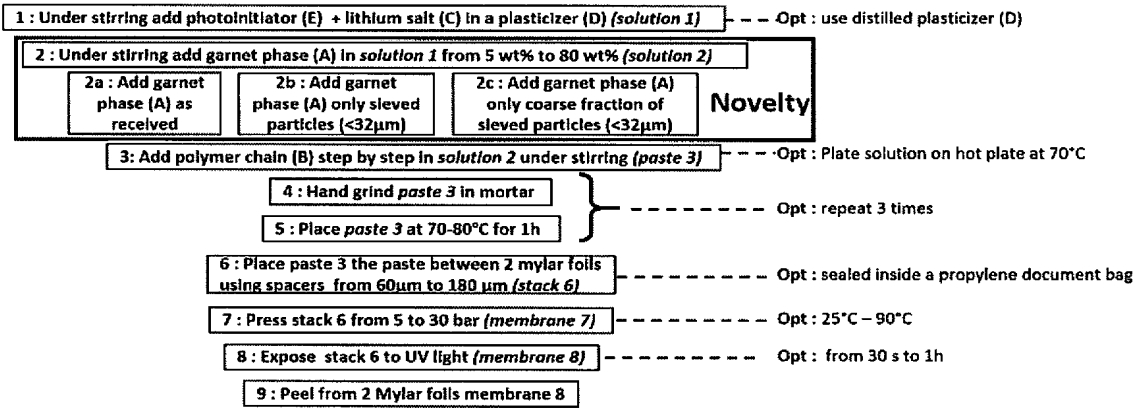 1 : Under stirring add photoinitiator (E) + lithium salt (C) in a plasticizer (D) (solution 1)
Opt : use distilled plasticizer (D)
2 : Under stirring add garnet phase (A) in solution 1 from 5 wt% to 80 wt% (solution 2)
2a : Add garnet
phase (A) as
received
2b : Add garnet
phase (A) only sieved
particles (<32µm)
2c : Add garnet phase (A)
only coarse fraction of
sieved particles (<32µm)
Novelty
3: Add polymer chain (B) step by step in solution 2 under stirring (paste 3)
Opt : Plate solution on hot plate at 70°C
4 : Hand grind paste 3 in mortar
5 : Place paste 3 at 70-80°C for 1h
Opt : repeat 3 times
6 : Place paste 3 the paste between 2 mylar foils
using spacers from 60µm to 180 µm (stack 6)
Opt : sealed inside a propylene document bag
7 : Press stack 6 from 5 to 30 bar (membrane 7)
Opt : 25°C – 90°C
8 : Expose stack 6 to UV light (membrane 8)
Opt : from 30 s to 1h
9 : Peel from 2 Mylar foils membrane 8